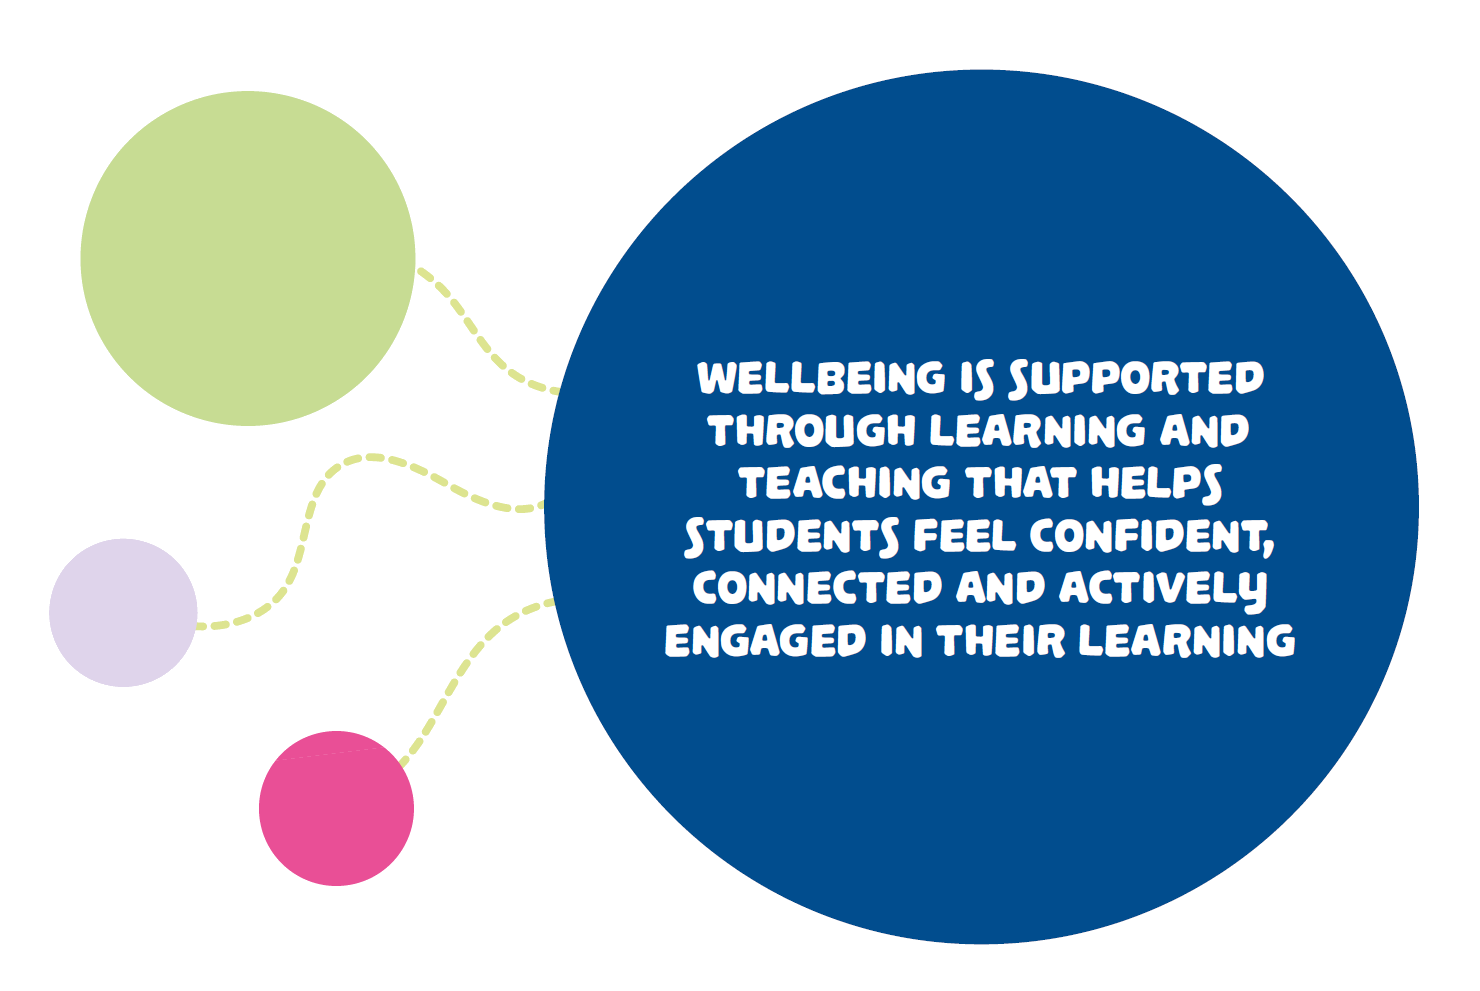 WELLBEING IS SUPPORTED
THROUGH LEARNING AND
TEACHING THAT HELPS
STUDENTS FEEL CONFIDENT,
CONNECTED AND ACTIVELY
ENGAGED IN THEIR LEARNING